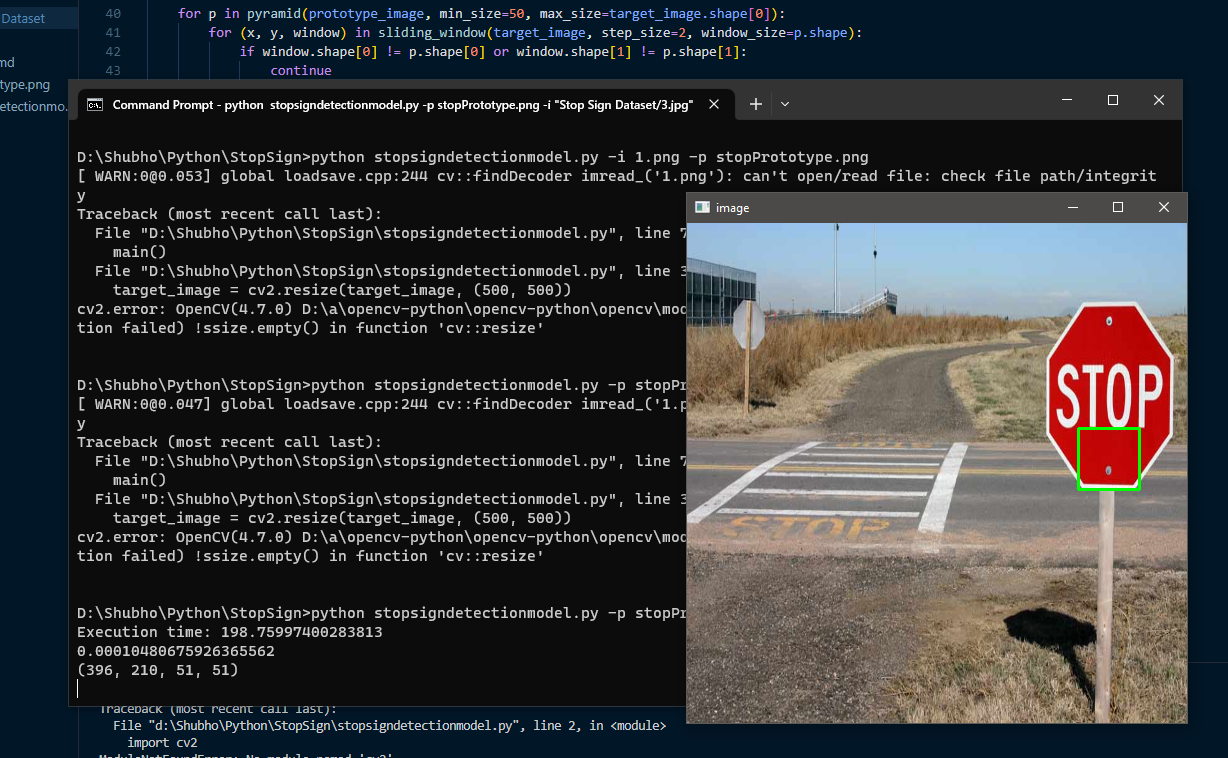 Dataset
40 for p in pyramid(prototype_image, min_size=50, max_size=target_image.shape[0]):
41 for (x, y, window) in sliding_window(target_image, step_size=2, window_size=p.shape):
42 if window.shape[0] != p.shape[0] or window.shape[1] != p.shape[1]:
43 continue
md
type.png
etectionmo.
Command Prompt - python  stopsigndetectionmodel.py -p stopPrototype.png -i "Stop Sign Dataset/3.jpg"
D:\Shubho\Python\StopSign>python stopsigndetectionmodel.py -i 1.png -p stopPrototype.png
[ WARN:0@0.053] global loadsave.cpp:244 cv::findDecoder imread_('1.png'): can't open/read file: check file path/integrit
y
Traceback (most recent call last):
File "D:\Shubho\Python\StopSign\stopsigndetectionmodel.py", line 7
main()
File "D:\Shubho\Python\StopSign\stopsigndetectionmodel.py", line 3
target_image = cv2.resize(target_image, (500, 500))
cv2.error: OpenCV(4.7.0) D:\a\opencv-python\opencv-python\opencv\mod
tion failed) !ssize.empty() in function 'cv::resize'
D:\Shubho\Python\StopSign>python stopsigndetectionmodel.py -p stopPr
[ WARN:0@0.047] global loadsave.cpp:244 cv::findDecoder imread_('1.p
y
Traceback (most recent call last):
File "D:\Shubho\Python\StopSign\stopsigndetectionmodel.py", line 7
main()
File "D:\Shubho\Python\StopSign\stopsigndetectionmodel.py", line 3
target_image = cv2.resize(target_image, (500, 500))
cv2.error: OpenCV(4.7.0) D:\a\opencv-python\opencv-python\opencv\mod
tion failed) !ssize.empty() in function 'cv::resize'
D:\Shubho\Python\StopSign>python stopsigndetectionmodel.py -p stopPr
Execution time: 198.75997400283813
0.00010480675926365562
(396, 210, 51, 51)
image
STOP
STOP
Traceback (most recent call last):
File "d:\Shubho\Python\StopSign\stopsigndetectionmodel.py", line 2, in <module>
import cv2
ModuleNotFoundError: No module named 'cv2'